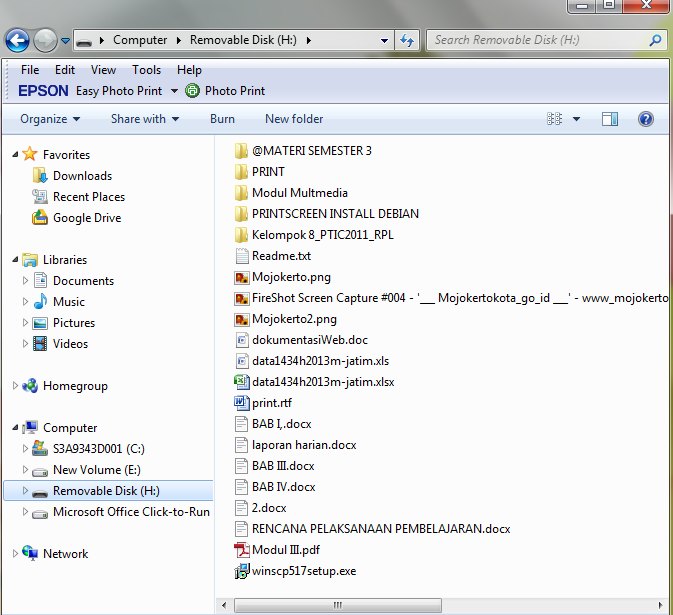 Computer Removable Disk (H:) Search Removable Disk (H:)
File Edit View Tools Help
EPSON Easy Photo Print Photo Print
Organize Share with Burn New folder
Favorites
Downloads
Recent Places
Google Drive
Libraries
Documents
Music
Pictures
Videos
Homegroup
Computer
S3A9343D001 (C:)
New Volume (E:)
Removable Disk (H:)
Microsoft Office Click-to-Run
Network
@MATERI SEMESTER 3
PRINT
Modul Multmedia
PRINTSCREEN INSTALL DEBIAN
Kelompok 8_PTIC2011_RPL
Readme.txt
Mojokerto.png
FireShot Screen Capture #004 - '___ Mojokertokota_go_id ___' - www_mojokerto
Mojokerto2.png
dokumentasiWeb.doc
data1434h2013m-jatim.xls
data1434h2013m-jatim.xlsx
print.rtf
BAB I,.docx
laporan harian.docx
BAB III.docx
BAB IV.docx
2.docx
RENCANA PELAKSANAAN PEMBELAJARAN.docx
Modul III.pdf
winscp517setup.exe